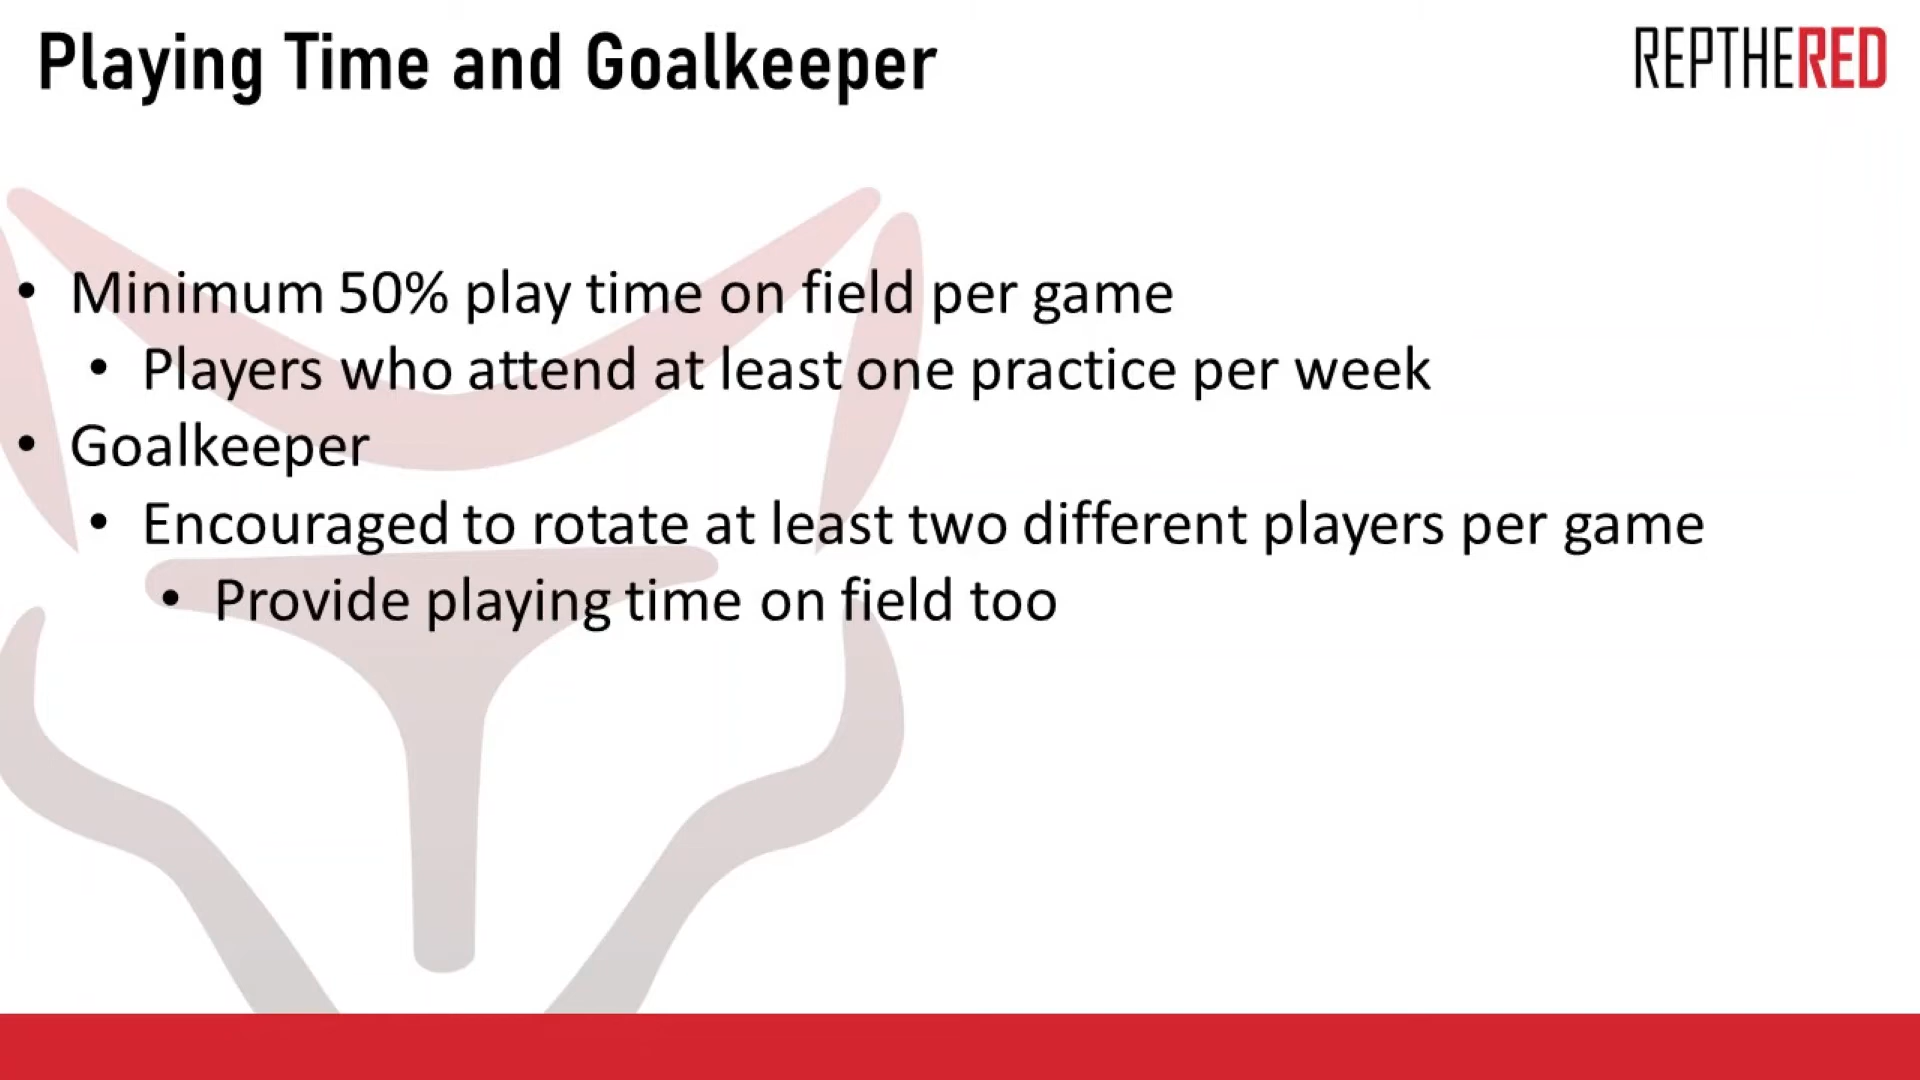 Playing Time and Goalkeeper
REPTHERED
• Minimum 50% play time on field per game
• Players who attend at least one practice per week
• Goalkeeper
• Encouraged to rotate at least two different players per game
• Provide playing time on field too